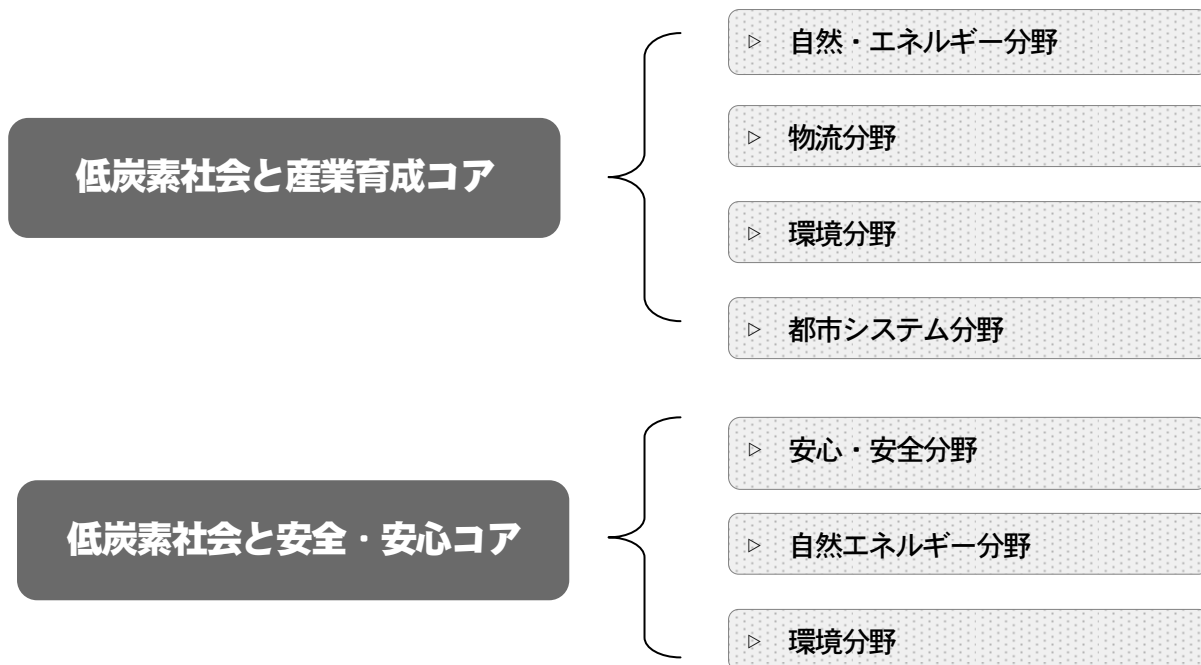 低炭素社会と産業育成コア
▷ 自然・エネルギー分野
▷ 物流分野
▷ 環境分野
▷ 都市システム分野
低炭素社会と安全・安心コア
▷ 安心・安全分野
▷ 自然エネルギー分野
▷ 環境分野